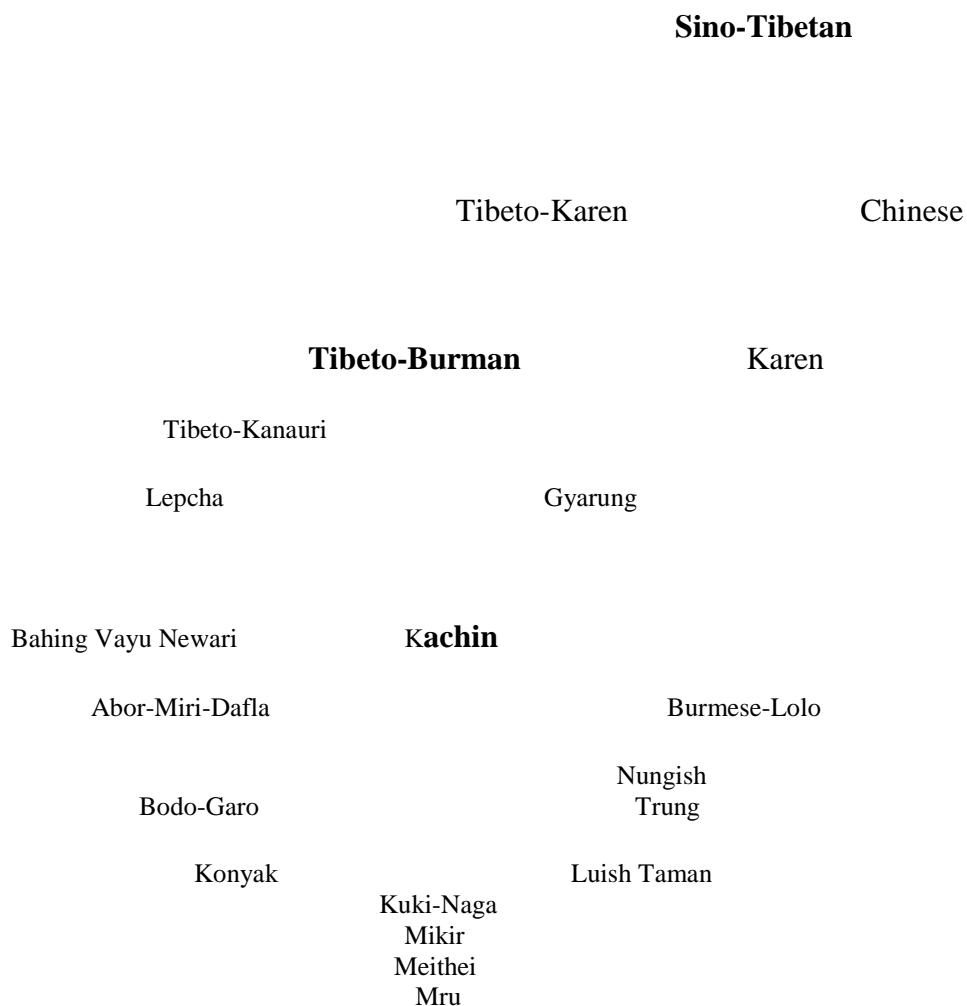 Sino-Tibetan
Tibeto-Karen Chinese
Tibeto-Burman Karen
Tibeto-Kanauri
Lepcha Gyarung
Bahing Vayu Newari Kachin
Abor-Miri-Dafla Burmese-Lolo
Nungish
Bodo-Garo Trung
Konyak Luish Taman
Kuki-Naga
Mikir
Meithei
Mru